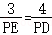 3/PE = 4/PD